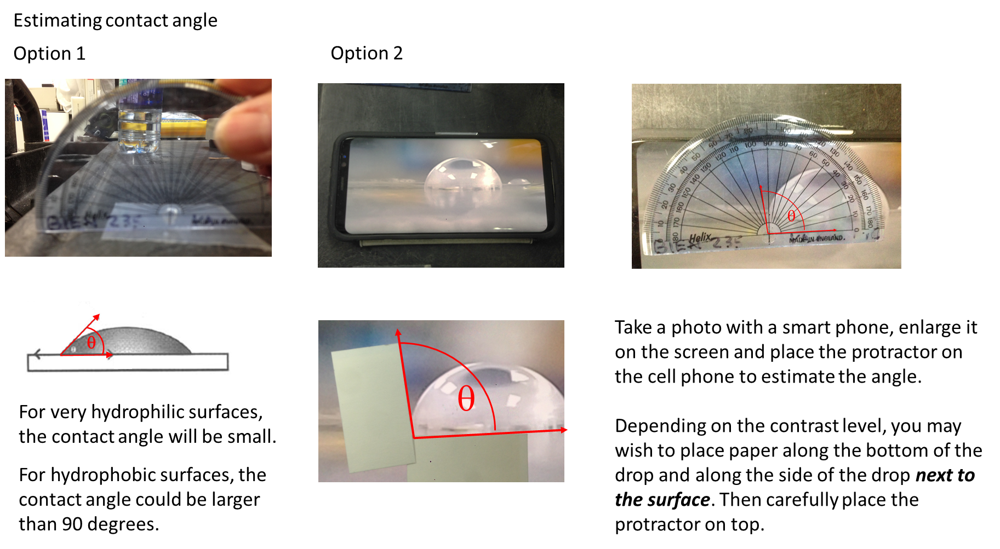 Estimating contact angle
Option 1
Option 2
BIEN 235
Helix
MADE IN ENGLAND.
BIEN 235
θ
θ
θ
For very hydrophilic surfaces,
the contact angle will be small.
For hydrophobic surfaces, the
contact angle could be larger
than 90 degrees.
Take a photo with a smart phone, enlarge it
on the screen and place the protractor on
the cell phone to estimate the angle.
Depending on the contrast level, you may
wish to place paper along the bottom of the
drop and along the side of the drop next to
the surface. Then carefully place the
protractor on top.